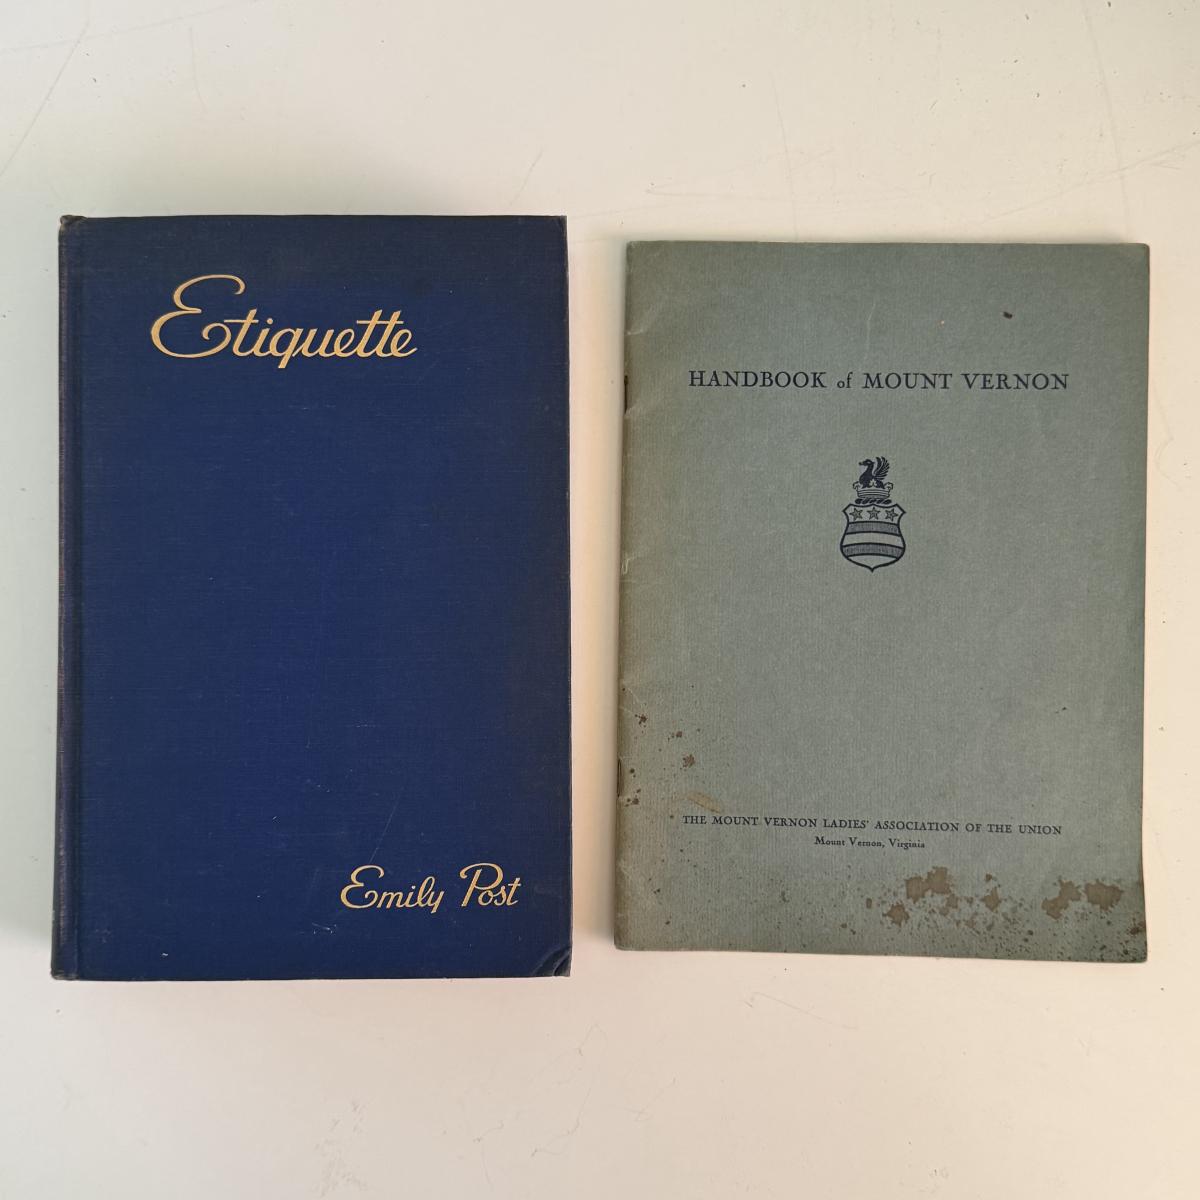 Etiquette
Emily Post
HANDBOOK of MOUNT VERNON
THE MOUNT VERNON LADIES' ASSOCIATION OF THE UNION
Mount Vernon, Virginia